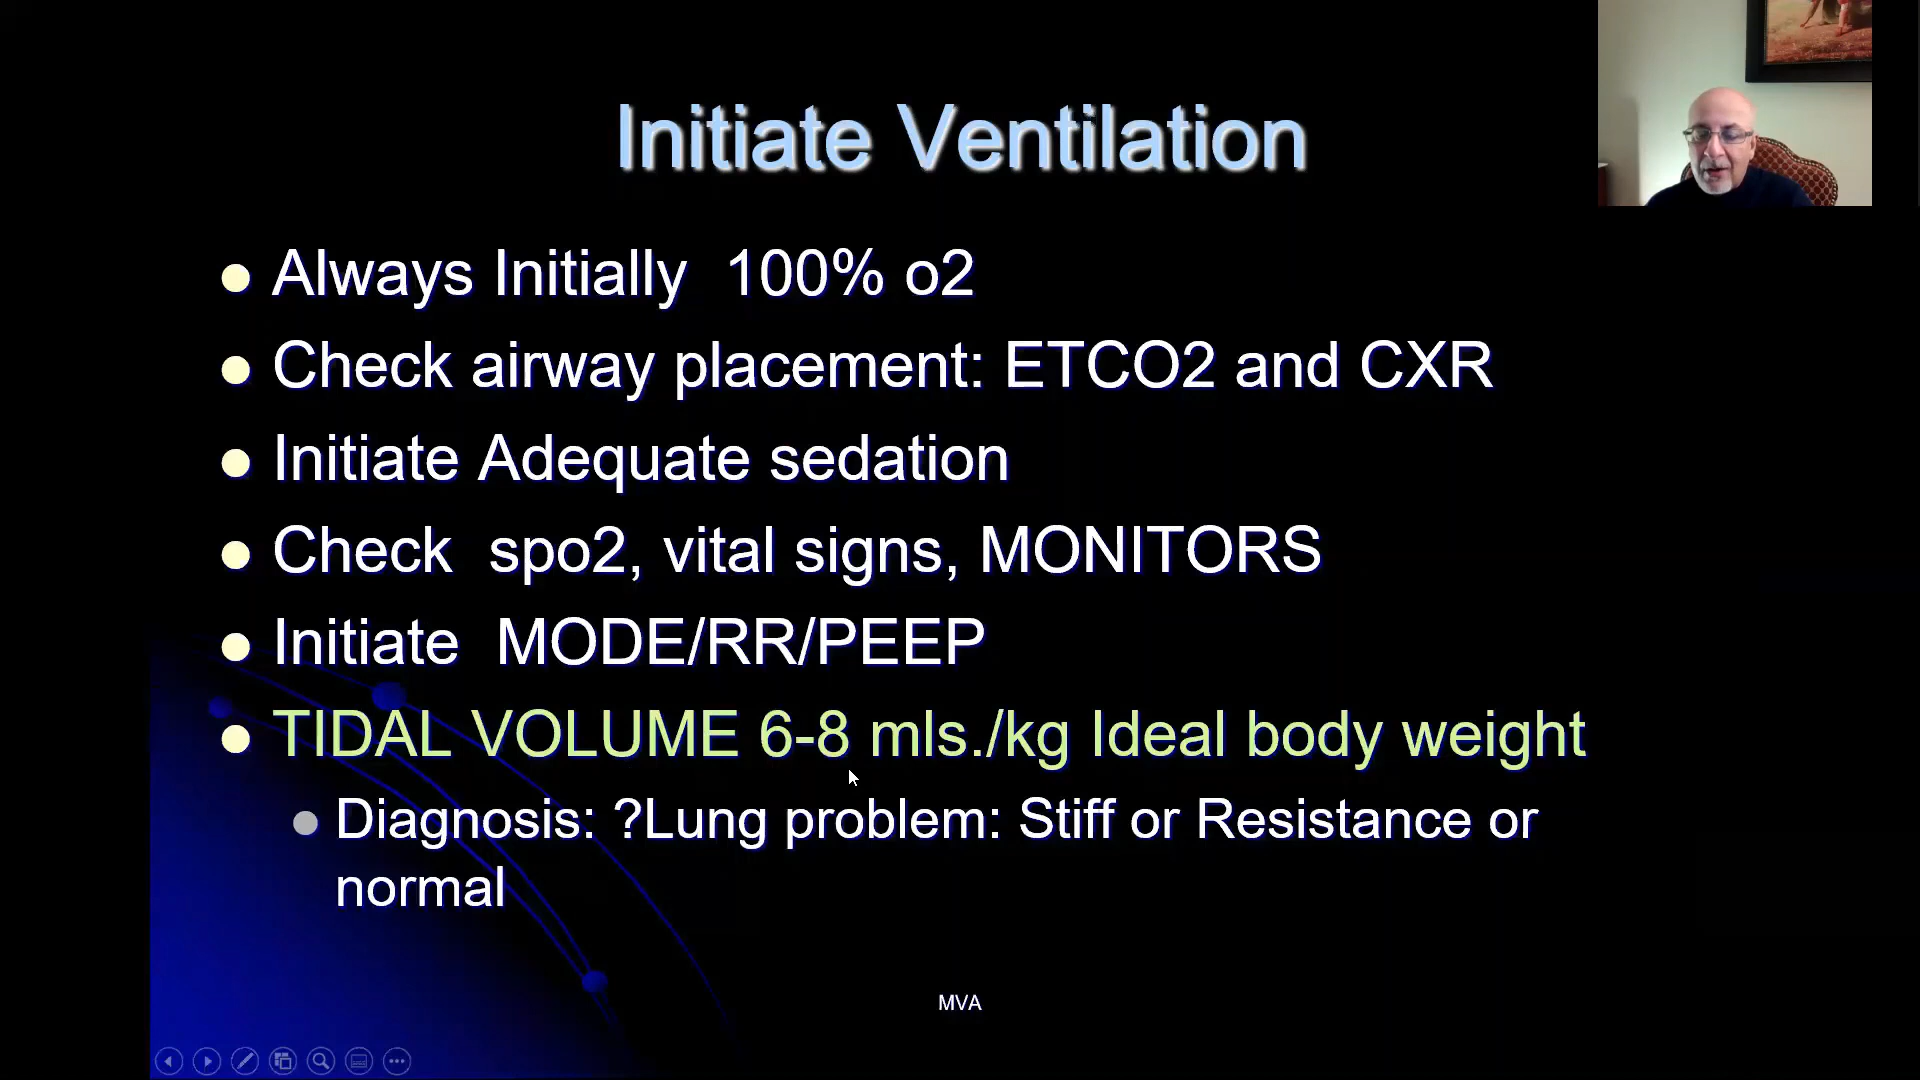 Initiate Ventilation
Always Initially 100% o2
Check airway placement: ETCO2 and CXR
Initiate Adequate sedation
Check spo2, vital signs, MONITORS
Initiate MODE/RR/PEEP
TIDAL VOLUME 6-8 mls./kg Ideal body weight
Diagnosis: ?Lung problem: Stiff or Resistance or
normal
MVA